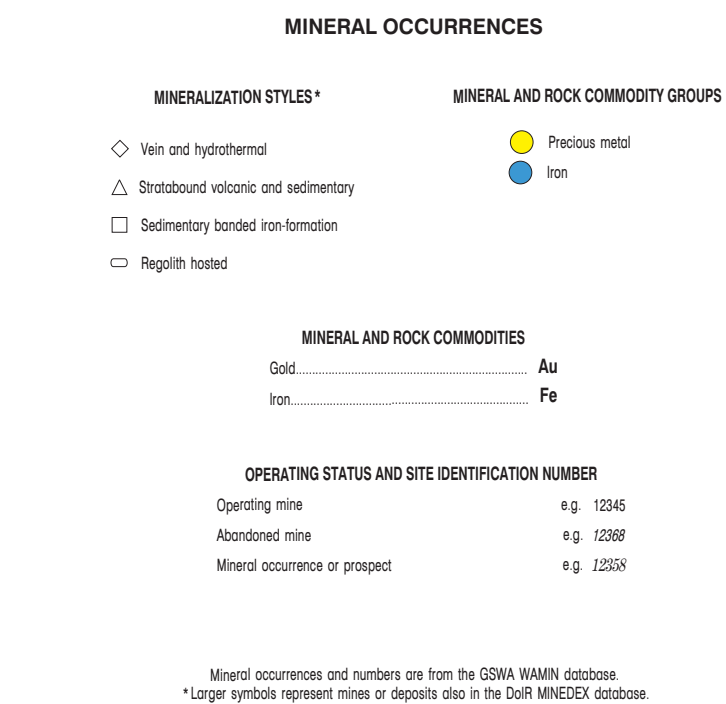 MINERAL OCCURRENCES
MINERALIZATION STYLES *
Vein and hydrothermal
Stratabound volcanic and sedimentary
Sedimentary banded iron-formation
Regolith hosted
MINERAL AND ROCK COMMODITY GROUPS
Precious metal
Iron
MINERAL AND ROCK COMMODITIES
Gold...................................................................... Au
Iron........................................................................ Fe
OPERATING STATUS AND SITE IDENTIFICATION NUMBER
Operating mine e.g. 12345
Abandoned mine e.g. 12368
Mineral occurrence or prospect e.g. 12358
Mineral occurrences and numbers are from the GSWA WAMIN database.
* Larger symbols represent mines or deposits also in the DoIR MINEDEX database.